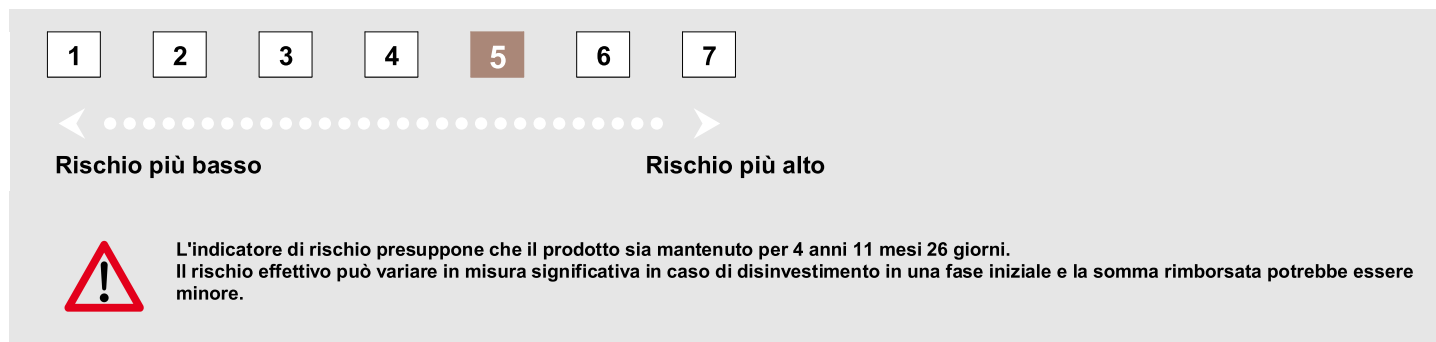 1 2 3 4 5 6 7
Rischio più basso Rischio più alto
L'indicatore di rischio presuppone che il prodotto sia mantenuto per 4 anni 11 mesi 26 giorni.
Il rischio effettivo può variare in misura significativa in caso di disinvestimento in una fase iniziale e la somma rimborsata potrebbe essere
minore.